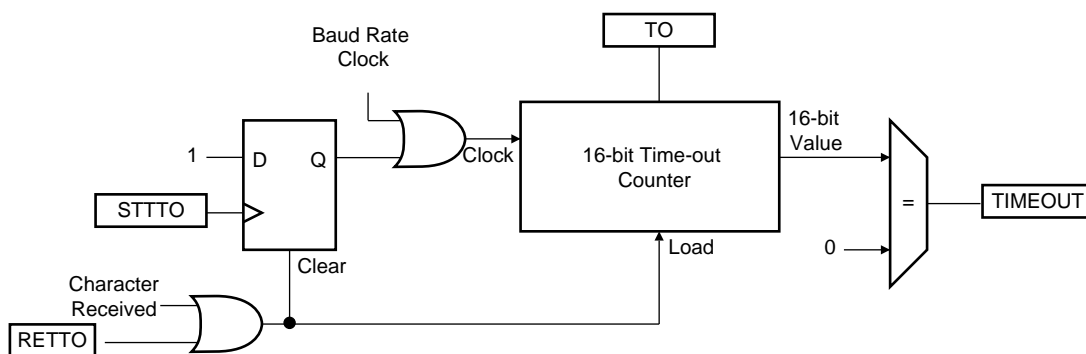 TO
Baud Rate
Clock
16-bit
Value
1
D
Q
Clock
16-bit Time-out
Counter
STTTO
=
TIMEOUT
Clear
Load
0
Character
Received
RETTO